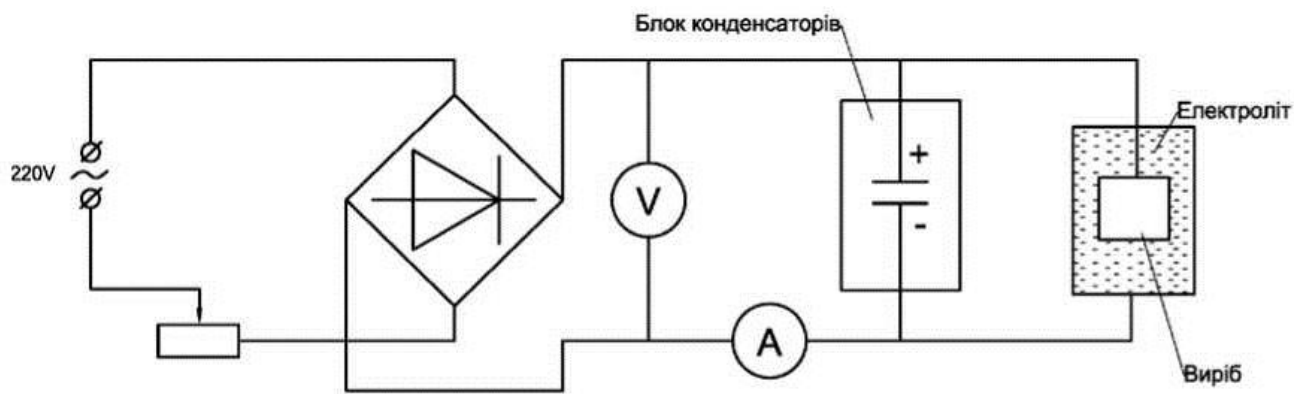 Блок конденсаторів
Електроліт
220V
V
+
-
A
Виріб